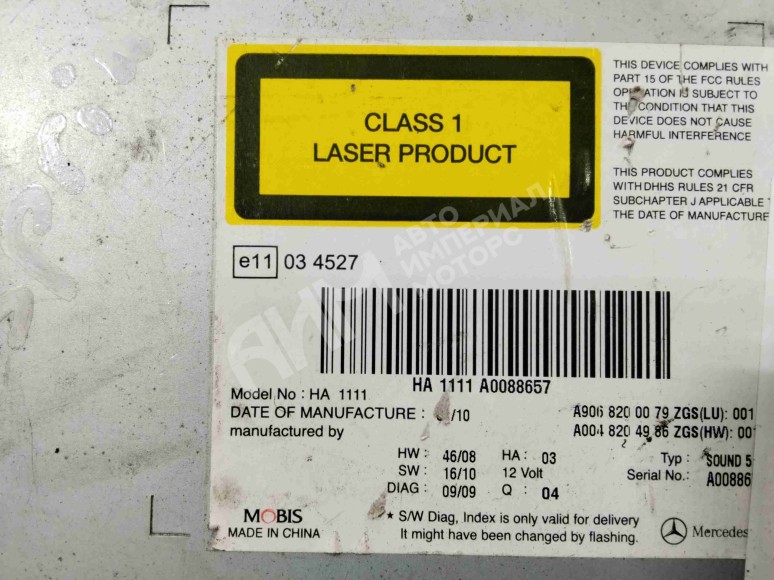 CLASS 1
LASER PRODUCT
THIS DEVICE COMPLIES WITH
PART 15 OF THE FCC RULES
OPERATION IS SUBJECT TO
THE CONDITION THAT THIS
DEVICE DOES NOT CAUSE
HARMFUL INTERFERENCE
THIS PRODUCT COMPLIES
WITH DHHS RULES 21 CFR
SUBCHAPTER J APPLICABLE
THE DATE OF MANUFACTURE
АИМ АВТО
ИМПЕРИАЛ
МОТОРС
e11 03 4527
HA 1111 A0088657
Model No : HA 1111
DATE OF MANUFACTURE : /10
manufactured by
A906 820 00 79 ZGS(LU): 001
A004 820 49 86 ZGS(HW): 00
HW : 46/08 HA : 03
SW : 16/10 12 Volt
DIAG : 09/09 Q : 04
Typ : SOUND 5
Serial No.: A00886
MOBIS
MADE IN CHINA
* S/W Diag, Index is only valid for delivery
It might have been changed by flashing.
Mercedes